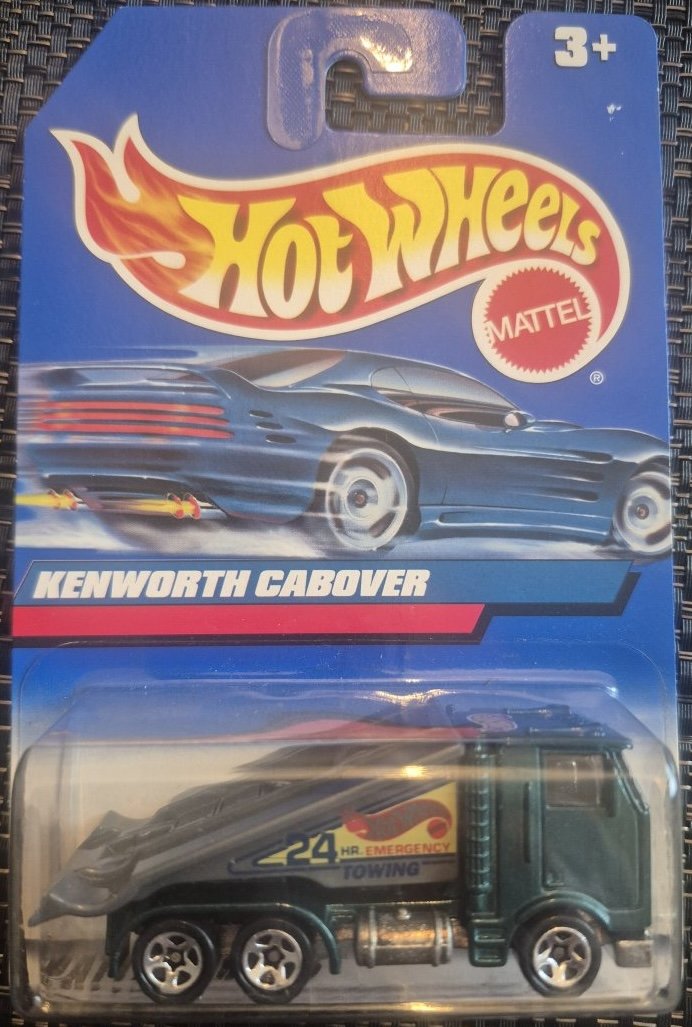 3+
HOT WHEELS
MATTEL
®
KENWORTH CABOVER
24 HR. EMERGENCY
TOWING